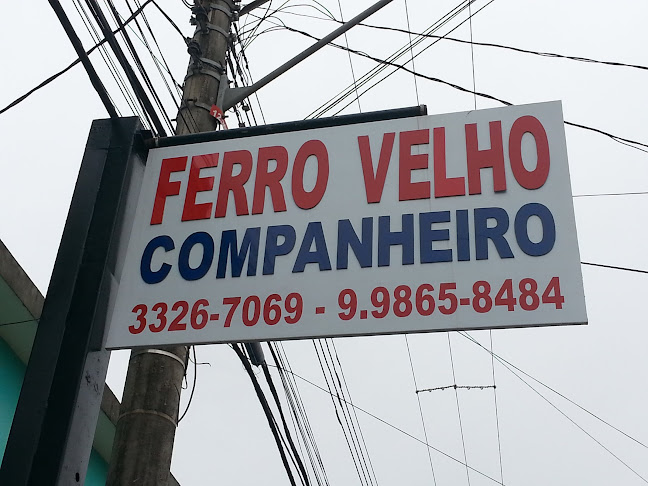 FERRO VELHO
COMPANHEIRO
3326-7069 - 9.9865-8484